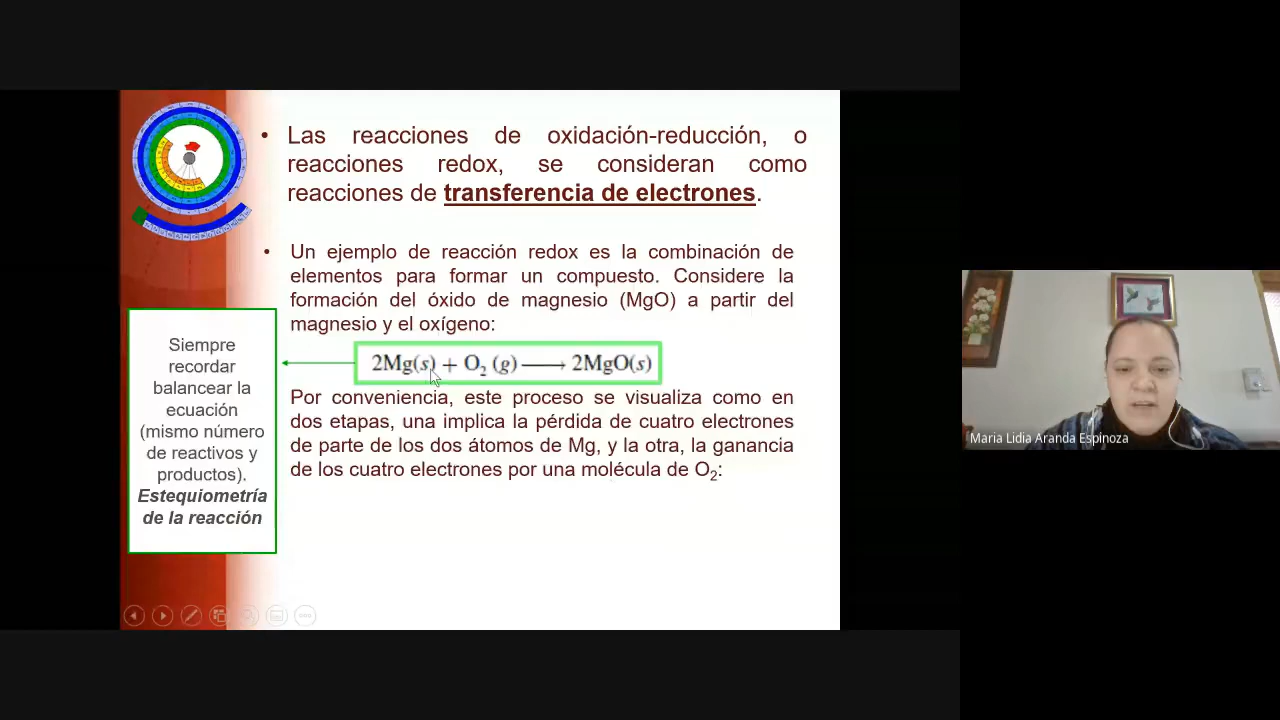 • Las reacciones de oxidación-reducción, o
reacciones redox, se consideran como
reacciones de transferencia de electrones.
• Un ejemplo de reacción redox es la combinación de
elementos para formar un compuesto. Considere la
formación del óxido de magnesio (MgO) a partir del
magnesio y el oxígeno:
2Mg(s) + O₂ (g) ⟶ 2MgO(s)
Por conveniencia, este proceso se visualiza como en
dos etapas, una implica la pérdida de cuatro electrones
de parte de los dos átomos de Mg, y la otra, la ganancia
de los cuatro electrones por una molécula de O₂:
Siempre
recordar
balancear la
ecuación
(mismo número
de reactivos y
productos).
Estequiometría
de la reacción
Maria Lidia Aranda Espinoza